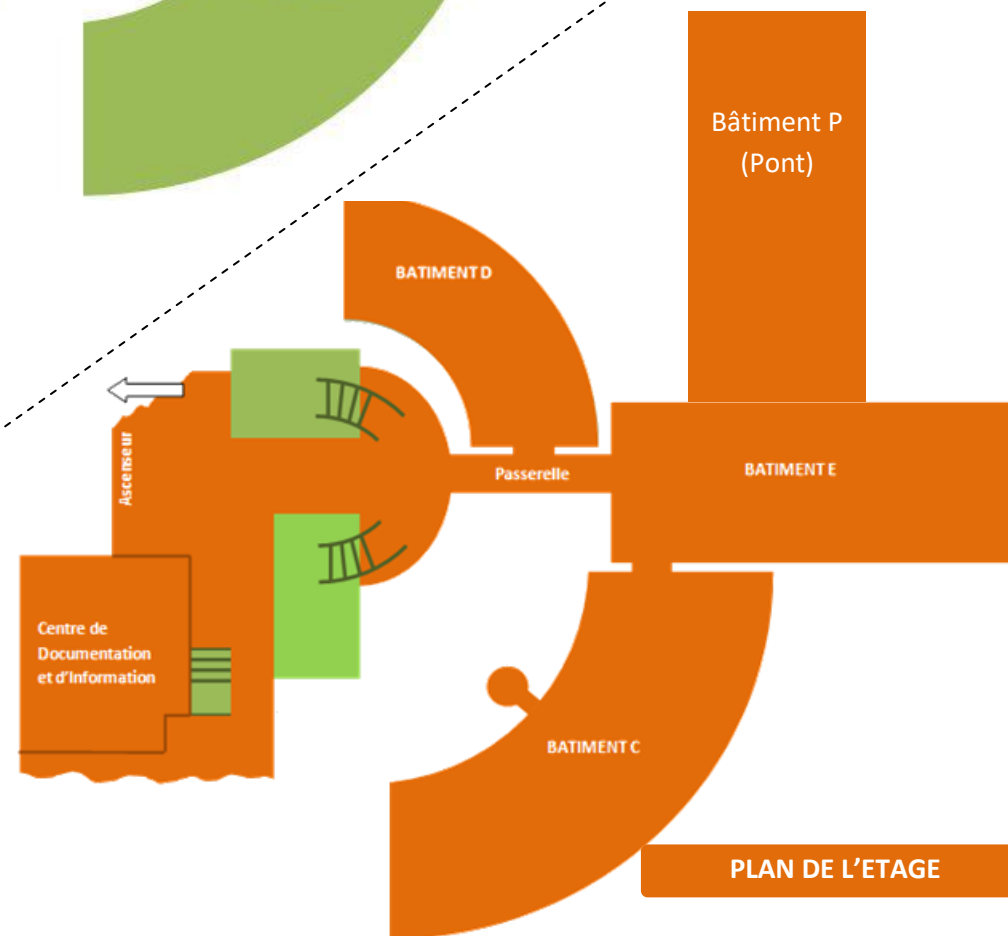 Bâtiment P
(Pont)
BATIMENT D
Ascenseur
Passerelle
BATIMENT E
Centre de
Documentation
et d'Information
BATIMENT C
PLAN DE L'ETAGE